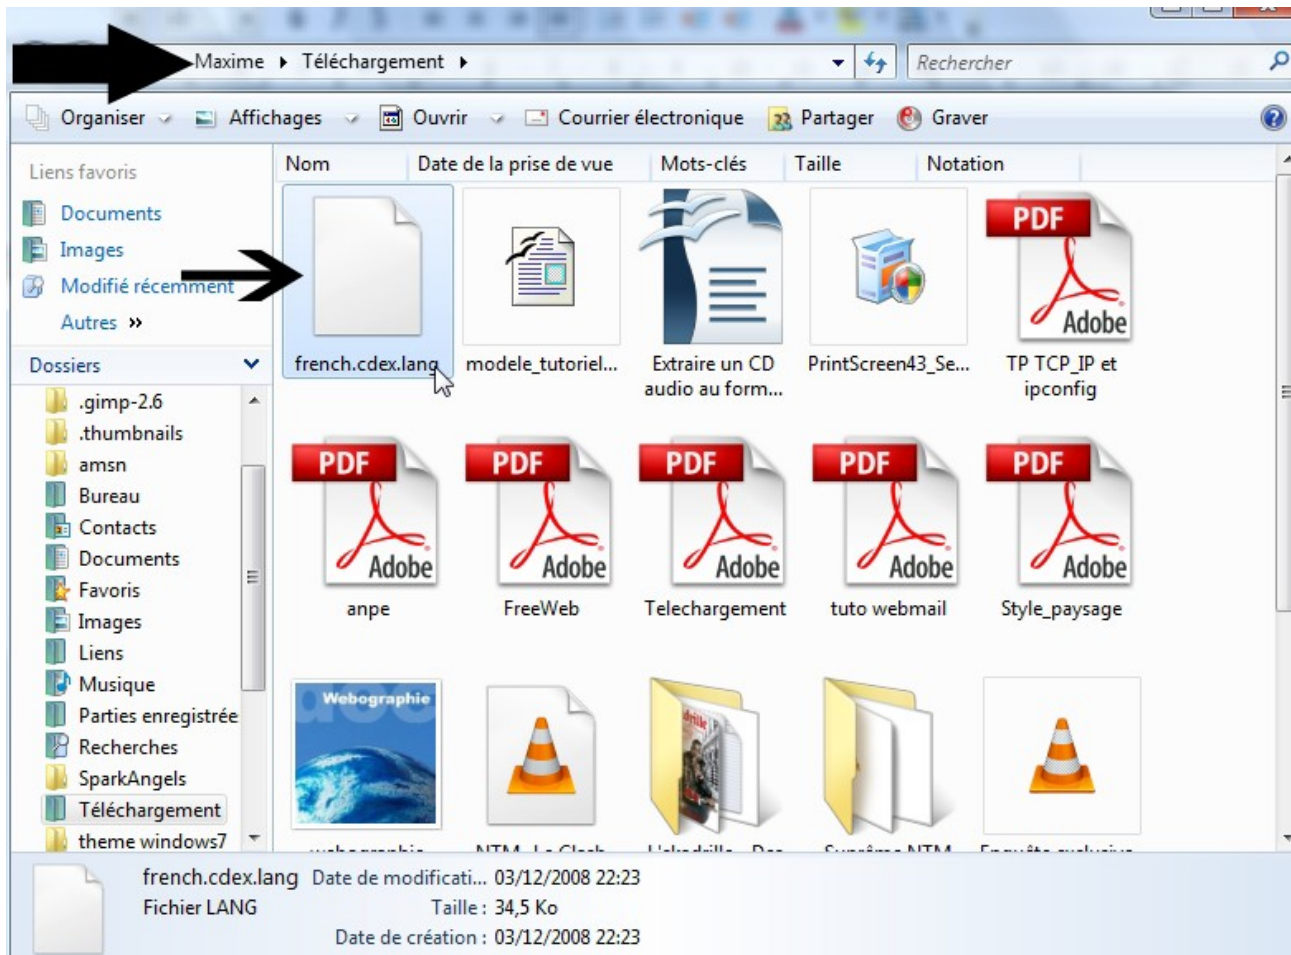 Maxime ▸ Téléchargement ▸
Rechercher
Organiser Affichages Ouvrir Courrier électronique Partager Graver
Liens favoris
Documents
Images
Modifié récemment
Autres »
Dossiers
.gimp-2.6
.thumbnails
amsn
Bureau
Contacts
Documents
Favoris
Images
Liens
Musique
Parties enregistrée
Recherches
SparkAngels
Téléchargement
theme windows7
Nom Date de la prise de vue Mots-clés Taille Notation
PDF
Adobe
french.cdex.lang modele_tutoriel... Extraire un CD PrintScreen43_Se... TP TCP_IP et
audio au form... ipconfig
PDF PDF PDF PDF PDF
Adobe Adobe Adobe Adobe Adobe
anpe FreeWeb Telechargement tuto webmail Style_paysage
Webographie
french.cdex.lang Date de modificati... 03/12/2008 22:23
Fichier LANG Taille : 34,5 Ko
Date de création : 03/12/2008 22:23